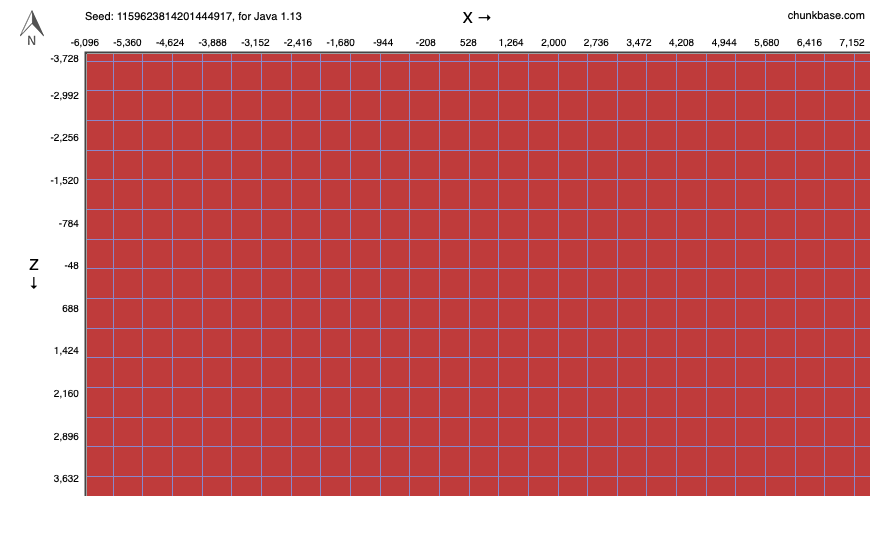 Seed: 1159623814201444917, for Java 1.13
X →
chunkbase.com
N
-6,096 -5,360 -4,624 -3,888 -3,152 -2,416 -1,680 -944 -208 528 1,264 2,000 2,736 3,472 4,208 4,944 5,680 6,416 7,152
-3,728
-2,992
-2,256
-1,520
-784
Z
↓
-48
688
1,424
2,160
2,896
3,632